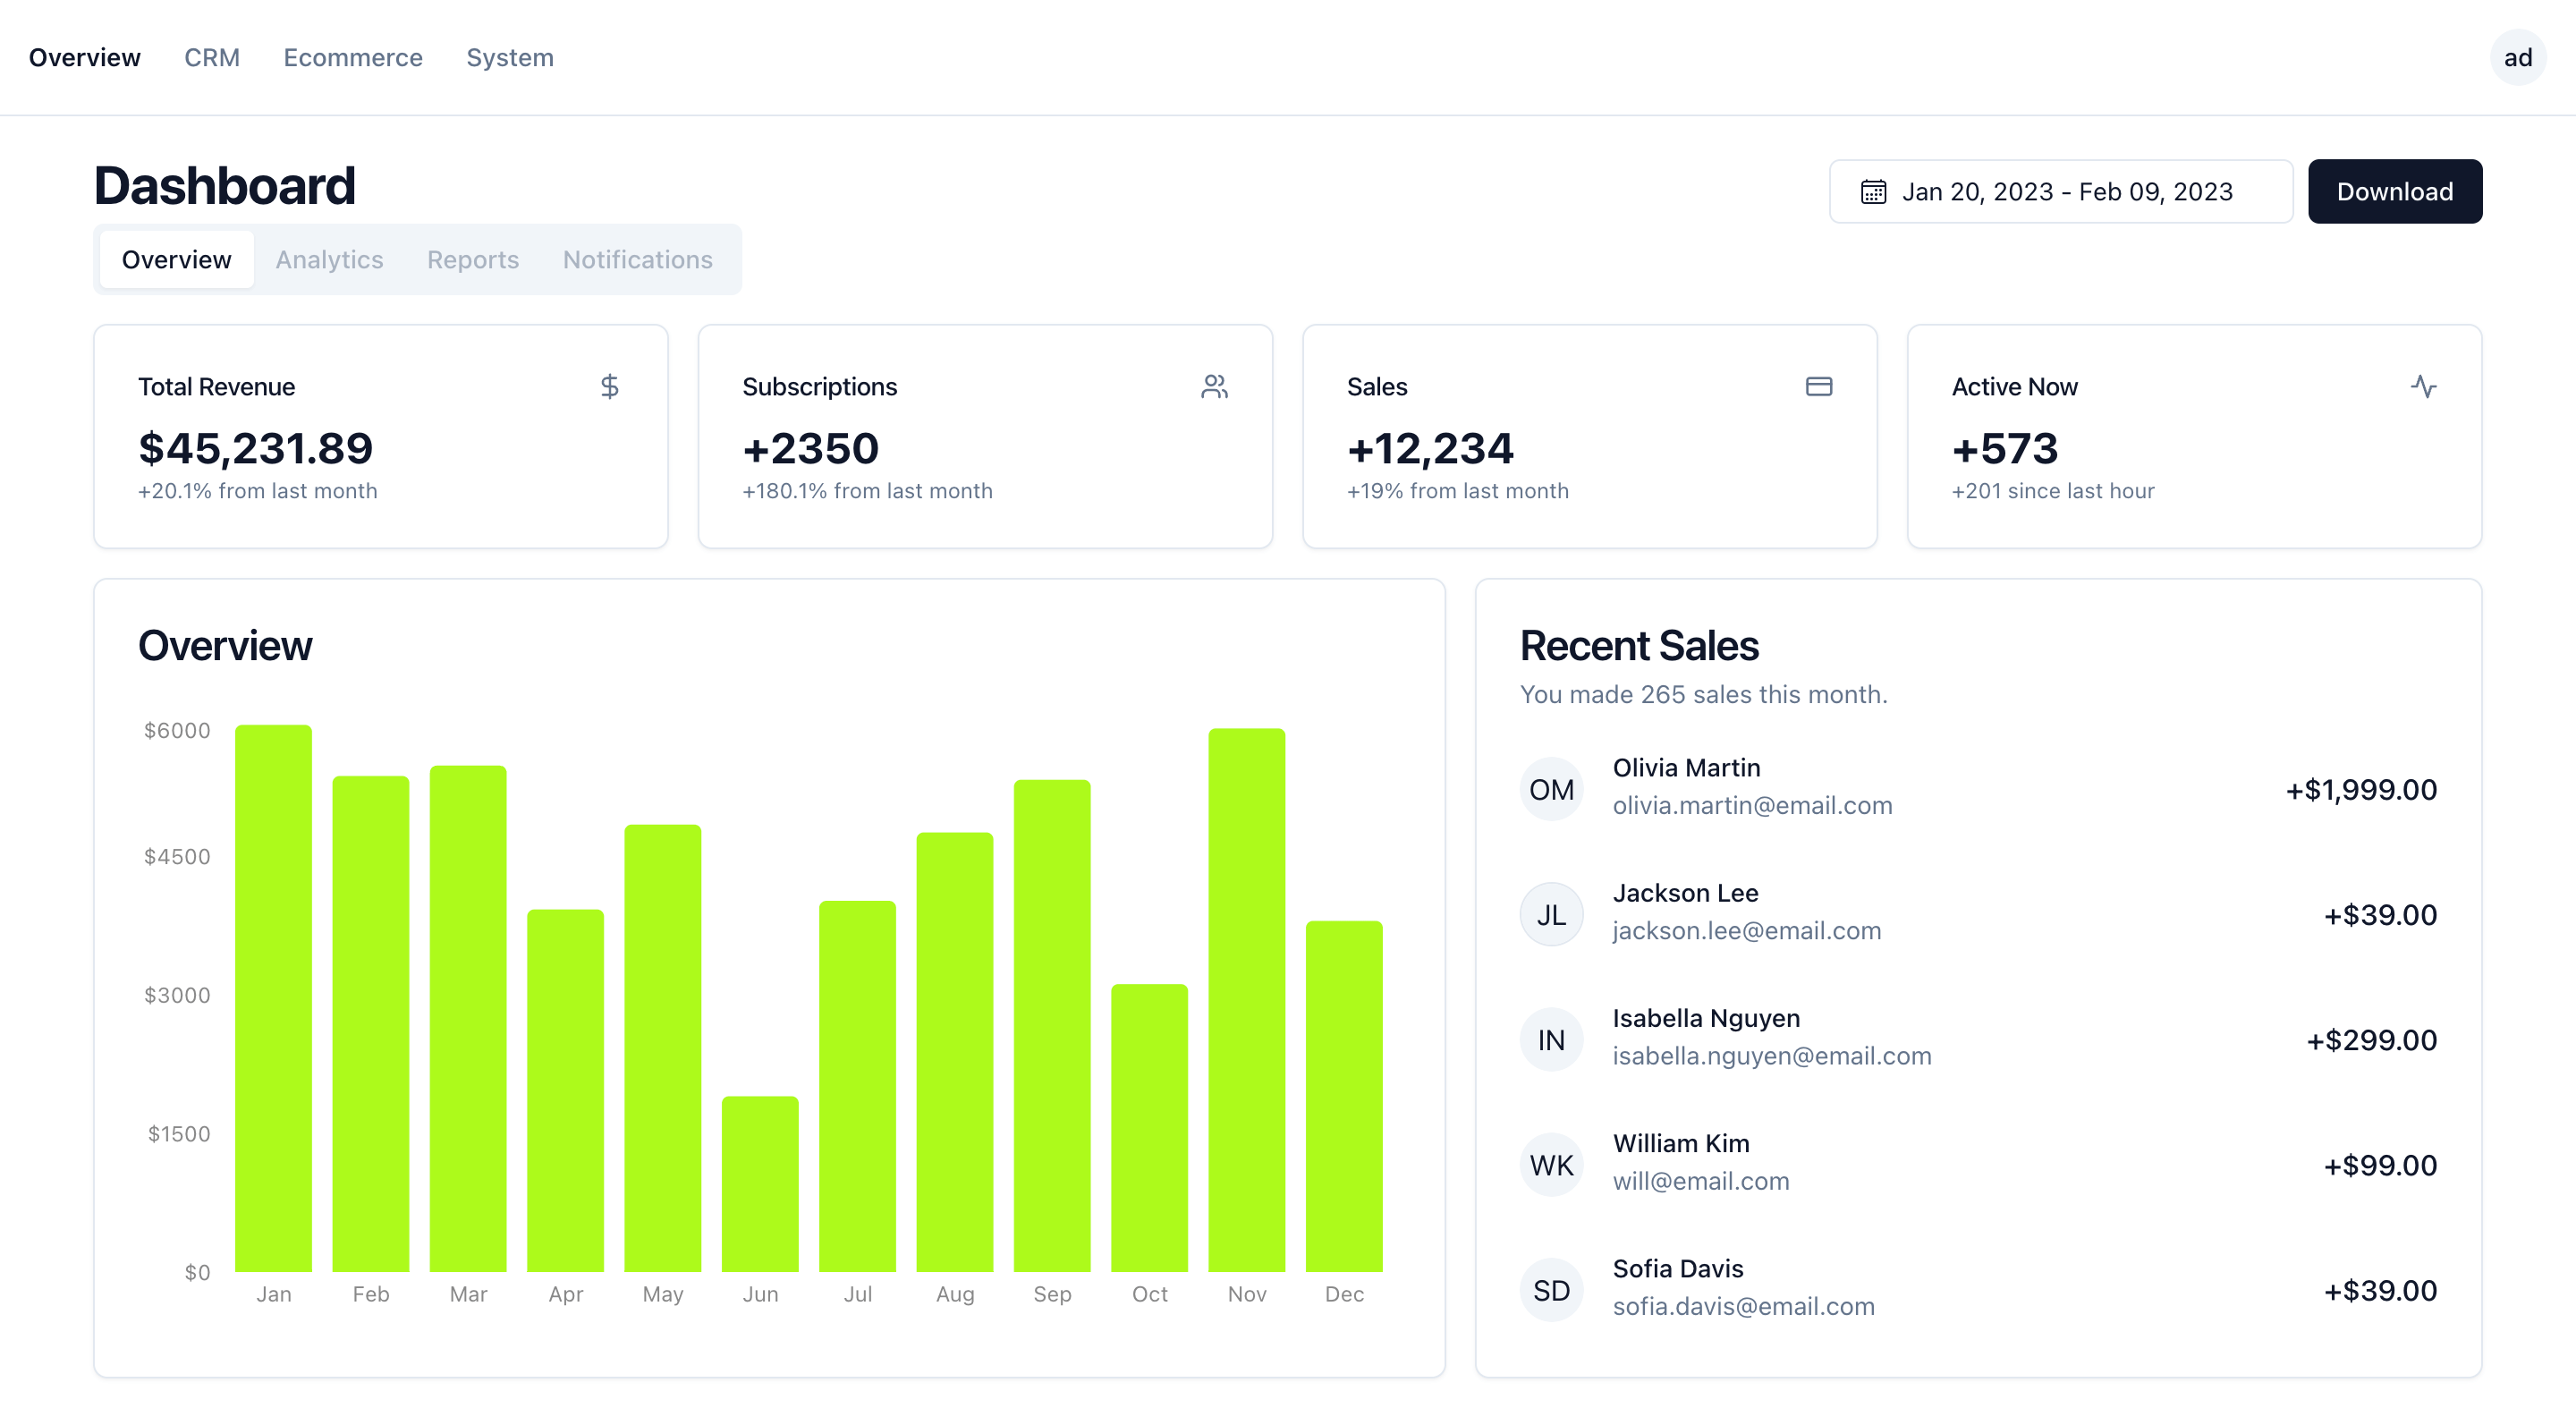 Overview CRM Ecommerce System ad
Dashboard
Jan 20, 2023 - Feb 09, 2023 Download
Overview Analytics Reports Notifications
Total Revenue
$45,231.89
+20.1% from last month
Subscriptions
+2350
+180.1% from last month
Sales
+12,234
+19% from last month
Active Now
+573
+201 since last hour
Overview
$6000
$4500
$3000
$1500
$0
Jan Feb Mar Apr May Jun Jul Aug Sep Oct Nov Dec
Recent Sales
You made 265 sales this month.
OM
Olivia Martin
olivia.martin@email.com
+$1,999.00
JL
Jackson Lee
jackson.lee@email.com
+$39.00
IN
Isabella Nguyen
isabella.nguyen@email.com
+$299.00
WK
William Kim
will@email.com
+$99.00
SD
Sofia Davis
sofia.davis@email.com
+$39.00